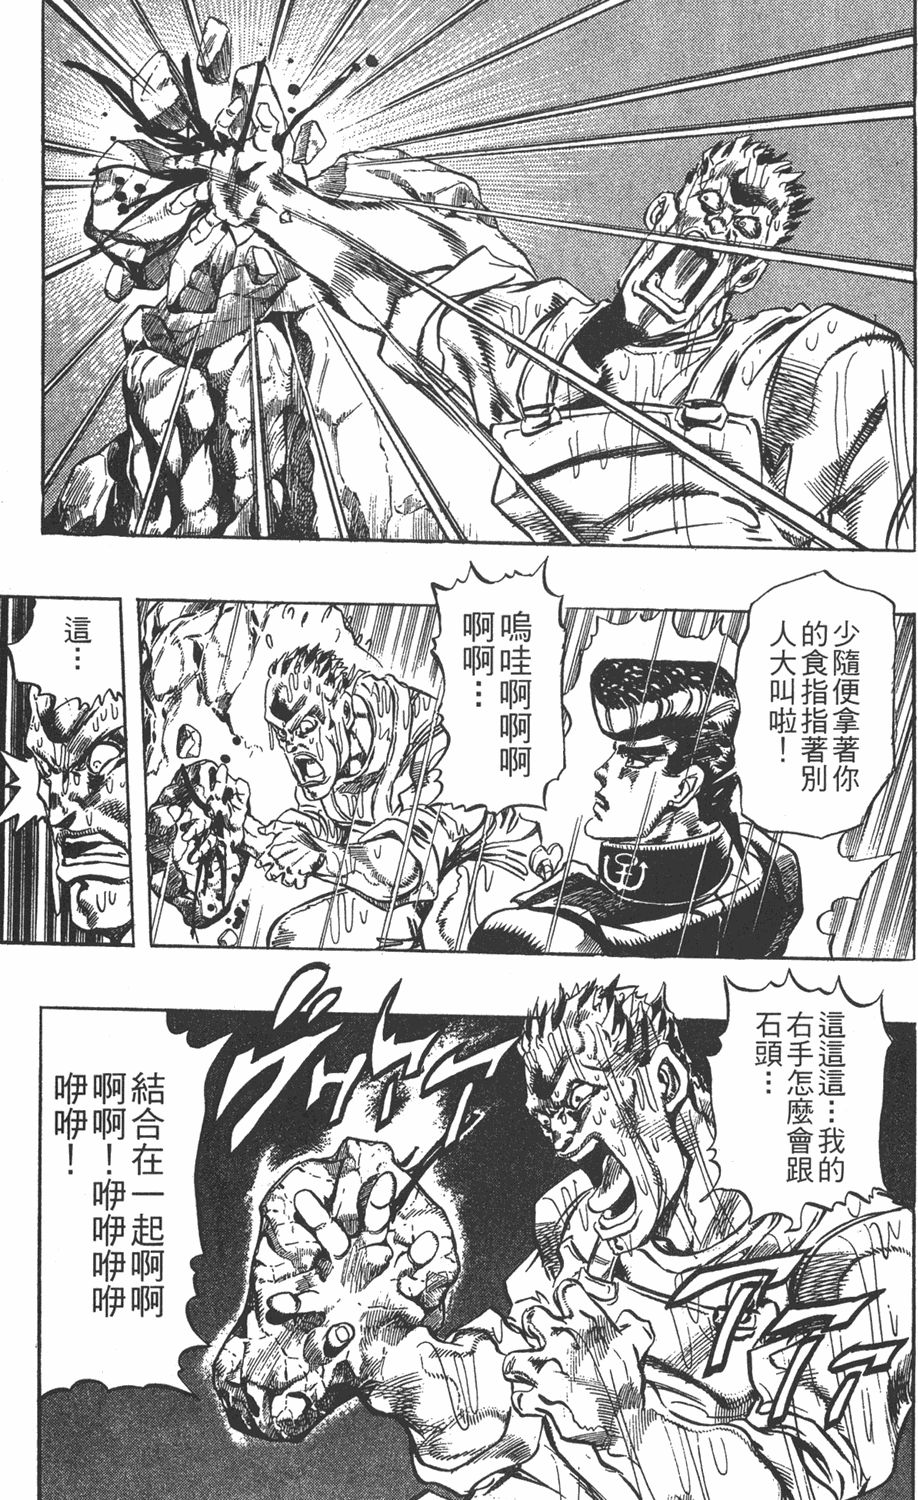 少隨便拿著你
的食指指著別
人大叫啦！
嗚哇啊啊啊
啊啊…
這…
這這這…我的
右手怎麼會跟
石頭…
結合在一起啊啊
啊啊！咿咿咿咿
咿咿！